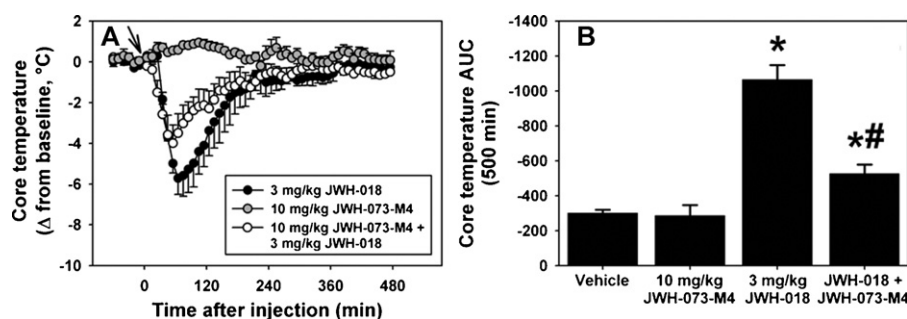 A
Core temperature
(Δ from baseline, °C)
2
0
-2
-4
-6
-8
-10
3 mg/kg JWH-018
10 mg/kg JWH-073-M4
10 mg/kg JWH-073-M4 +
3 mg/kg JWH-018
0
120
240
360
480
Time after injection (min)
B
Core temperature AUC
(500 min)
-1400
-1200
-1000
-800
-600
-400
-200
0
*
*#
Vehicle
10 mg/kg
JWH-073-M4
3 mg/kg
JWH-018
JWH-018 +
JWH-073-M4